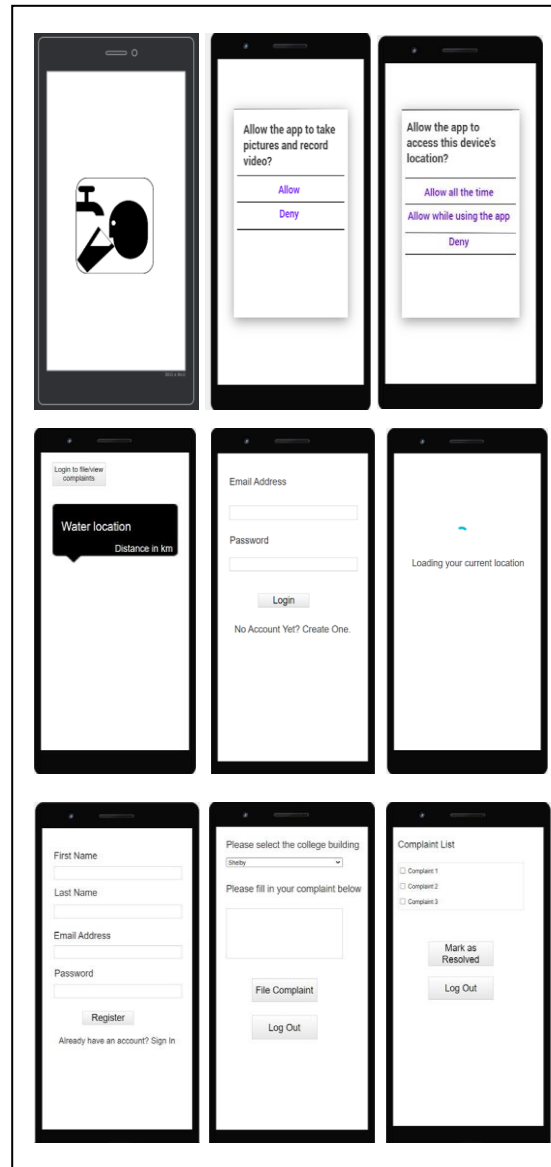 Allow the app to take
pictures and record
video?
Allow
Deny
Allow the app to
access this device's
location?
Allow all the time
Allow while using the app
Deny
Login to file/view
complaints
Water location
Distance in km
Email Address
Password
Login
No Account Yet? Create One.
Loading your current location
First Name
Last Name
Email Address
Password
Register
Already have an account? Sign In
Please select the college building
Shelby
Please fill in your complaint below
File Complaint
Log Out
Complaint List
Complaint 1
Complaint 2
Complaint 3
Mark as
Resolved
Log Out